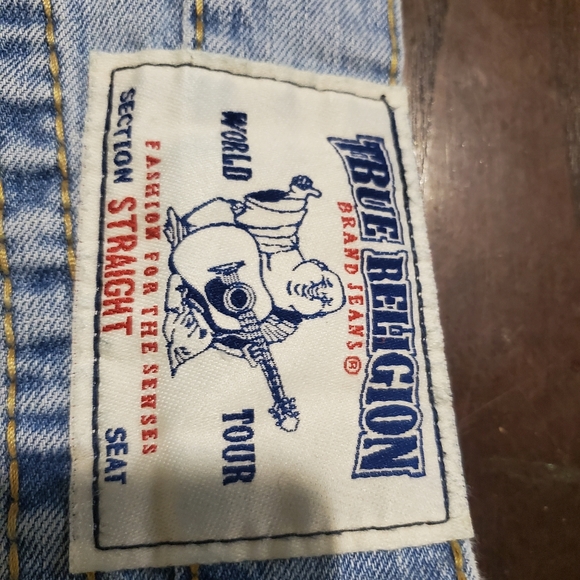 TRUE RELIGION
BRAND JEANS®
WORLD TOUR
FASHION FOR THE SENSES
SECTION STRAIGHT SEAT